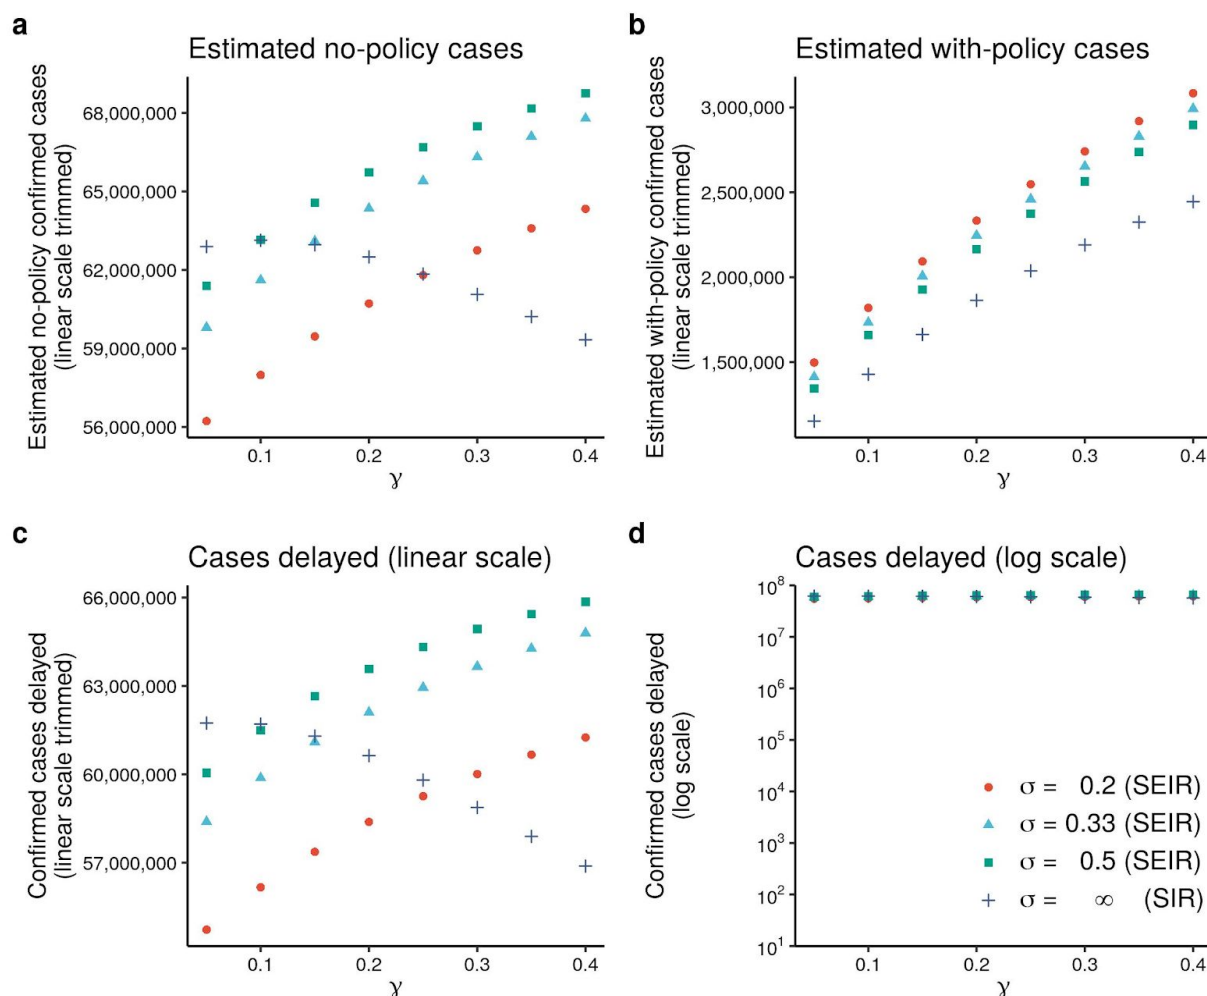 a
Estimated no-policy cases
Estimated no-policy confirmed cases
(linear scale trimmed)
68,000,000
65,000,000
62,000,000
59,000,000
56,000,000
0.1 0.2 0.3 0.4
γ
b
Estimated with-policy cases
Estimated with-policy confirmed cases
(linear scale trimmed)
3,000,000
2,500,000
2,000,000
1,500,000
0.1 0.2 0.3 0.4
γ
c
Cases delayed (linear scale)
Confirmed cases delayed
(linear scale trimmed)
66,000,000
63,000,000
60,000,000
57,000,000
0.1 0.2 0.3 0.4
γ
d
Cases delayed (log scale)
Confirmed cases delayed
(log scale)
10⁸
10⁷
10⁶
10⁵
10⁴
10³
10²
10¹
σ = 0.2 (SEIR)
σ = 0.33 (SEIR)
σ = 0.5 (SEIR)
σ = ∞ (SIR)
0.1 0.2 0.3 0.4
γ